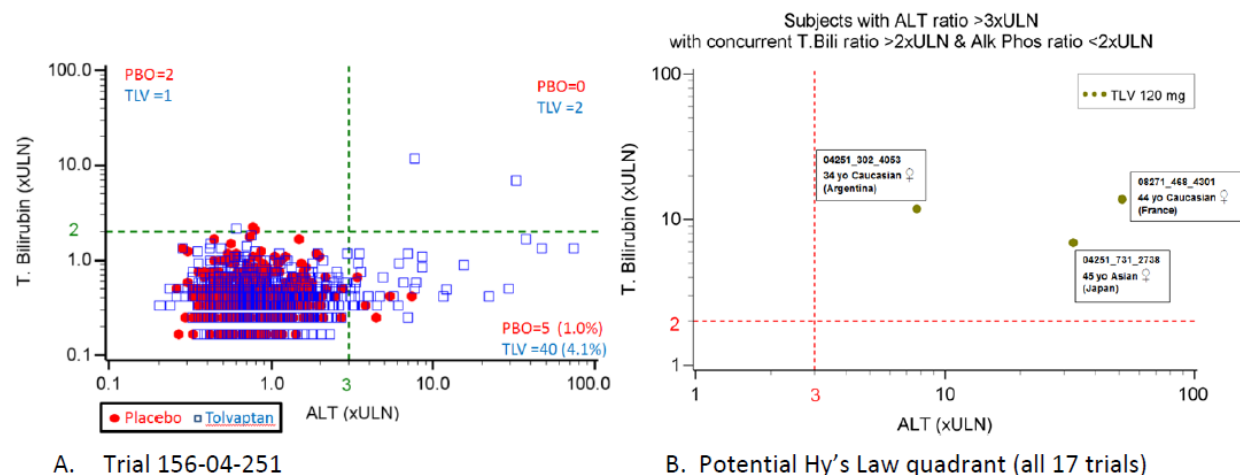 PBO=2
TLV =1
PBO=0
TLV =2
100.0
10.0
2
1.0
0.1
T. Bilirubin (xULN)
PBO=5 (1.0%)
TLV =40 (4.1%)
0.1
1.0
3
10.0
100.0
ALT (xULN)
Placebo
Tolvaptan
A. Trial 156-04-251
Subjects with ALT ratio >3xULN
with concurrent T.Bili ratio >2xULN & Alk Phos ratio <2xULN
TLV 120 mg
04251_302_4053
34 yo Caucasian ♀
(Argentina)
08271_468_4301
44 yo Caucasian ♀
(France)
04251_731_2738
45 yo Asian ♀
(Japan)
100
10
2
1
T. Bilirubin (xULN)
1
3
10
100
ALT (xULN)
B. Potential Hy's Law quadrant (all 17 trials)